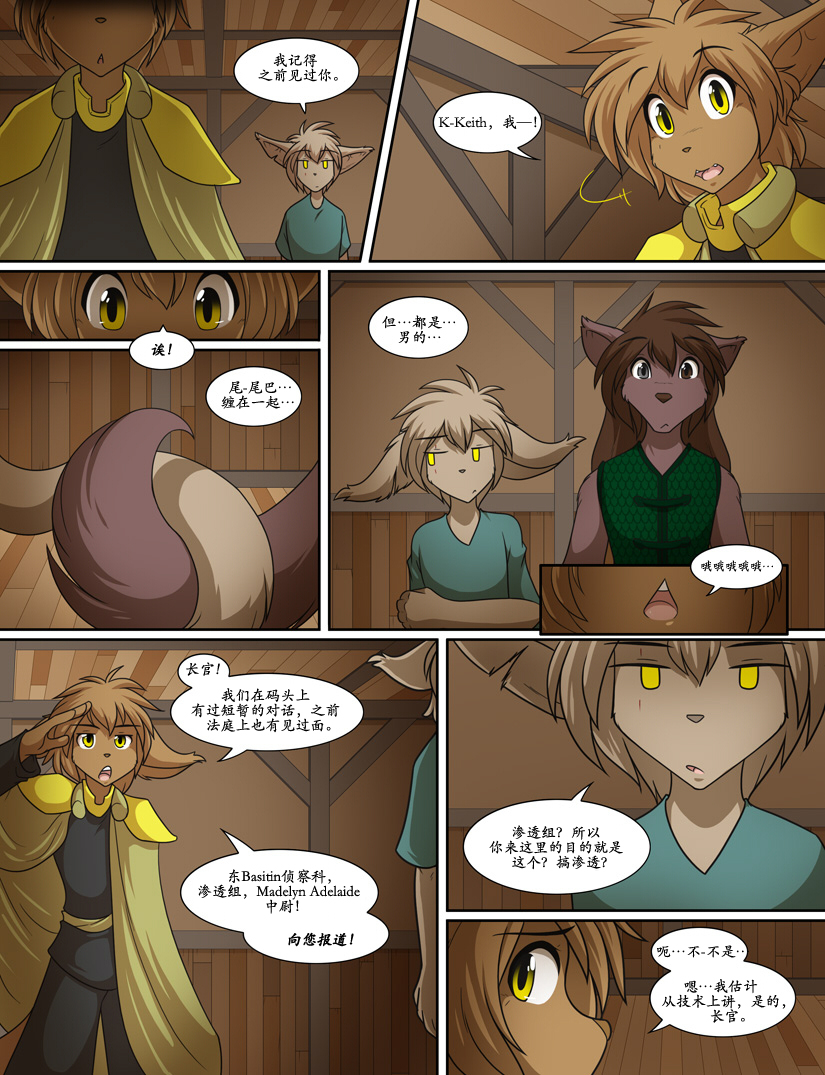 我记得
之前见过你。
K-Keith，我—！
诶！
尾-尾巴…
缠在一起…
但…都是…
男的…
哦哦哦哦哦…
长官！
我们在码头上
有过短暂的对话，之前
法庭上也有见过面。
东Basitin侦察科，
渗透组，Madelyn Adelaide
中尉！
向您报道！
渗透组？所以
你来这里的目的就是
这个？搞渗透？
呃…不-不是…
嗯…我估计
从技术上讲，是的，
长官。